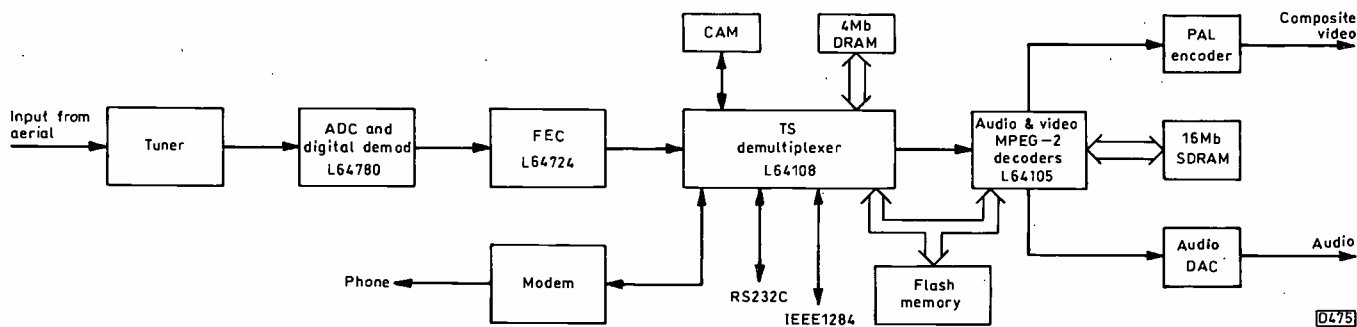 Input from
aerial
Tuner
ADC and
digital demod
L64780
FEC
L64724
CAM
4Mb
DRAM
TS
demultiplexer
L64108
Audio & video
MPEG-2
decoders
L64105
16Mb
SDRAM
PAL
encoder
Composite
video
Phone
Modem
RS232C
IEEE1284
Flash
memory
Audio
DAC
Audio
D475